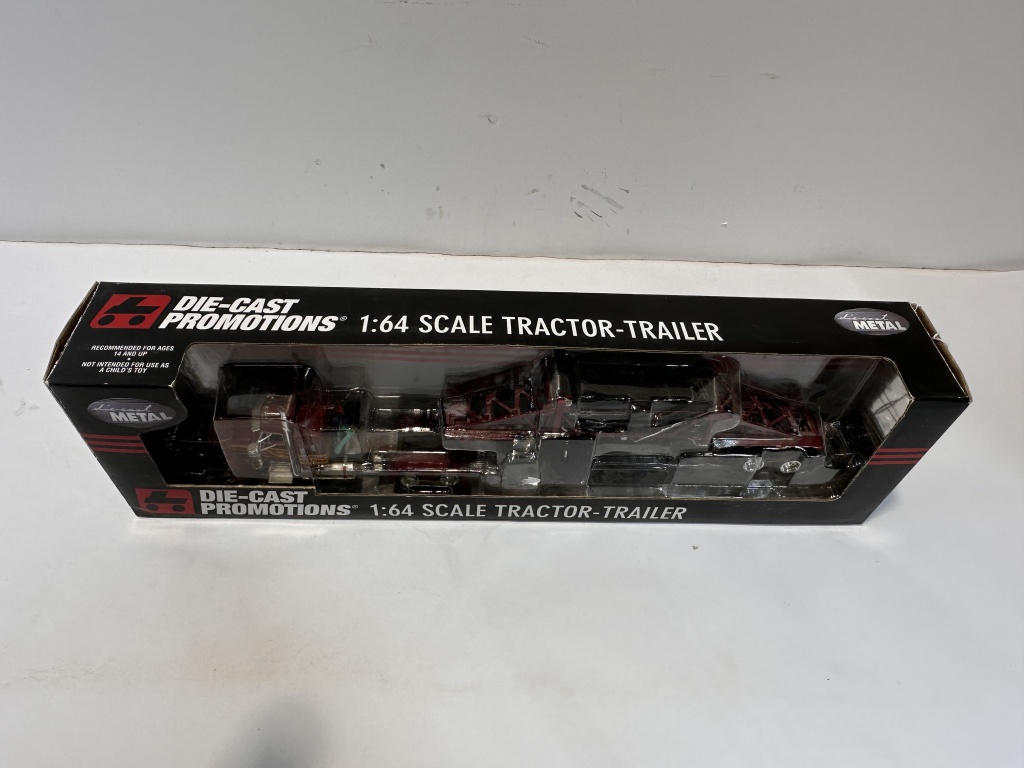 DIE-CAST
PROMOTIONS®
1:64 SCALE TRACTOR-TRAILER
METAL
RECOMMENDED FOR AGES
14 AND UP
•
NOT INTENDED FOR USE AS
A CHILD'S TOY
METAL
DIE-CAST
PROMOTIONS®
1:64 SCALE TRACTOR-TRAILER